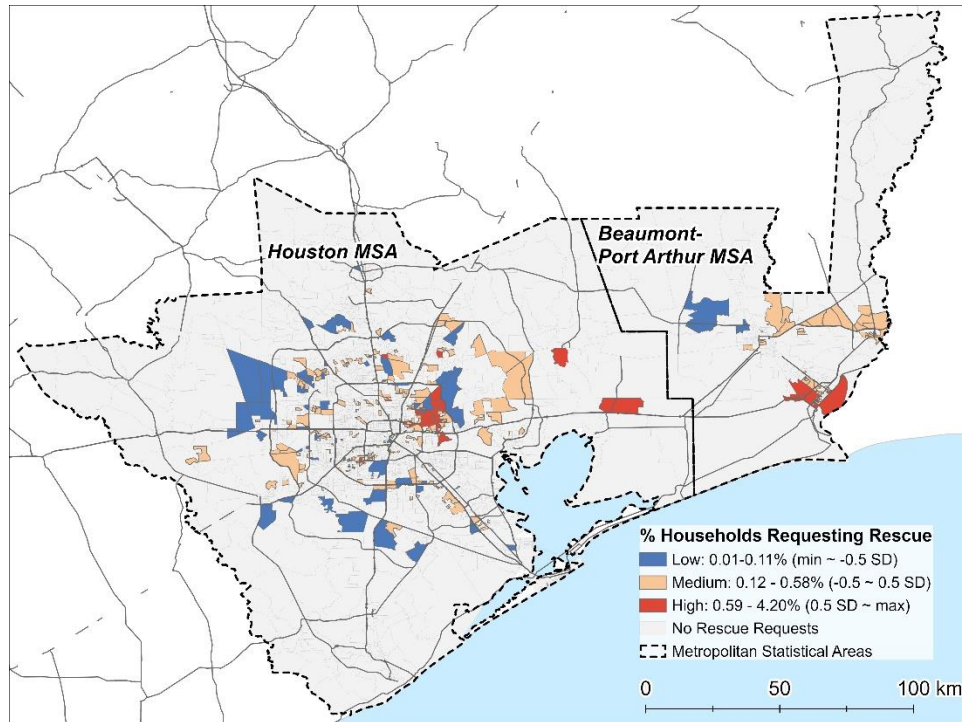 Houston MSA
Beaumont-
Port Arthur MSA
% Households Requesting Rescue
Low: 0.01-0.11% (min ~ -0.5 SD)
Medium: 0.12 - 0.58% (-0.5 ~ 0.5 SD)
High: 0.59 - 4.20% (0.5 SD ~ max)
No Rescue Requests
Metropolitan Statistical Areas
0 50 100 km